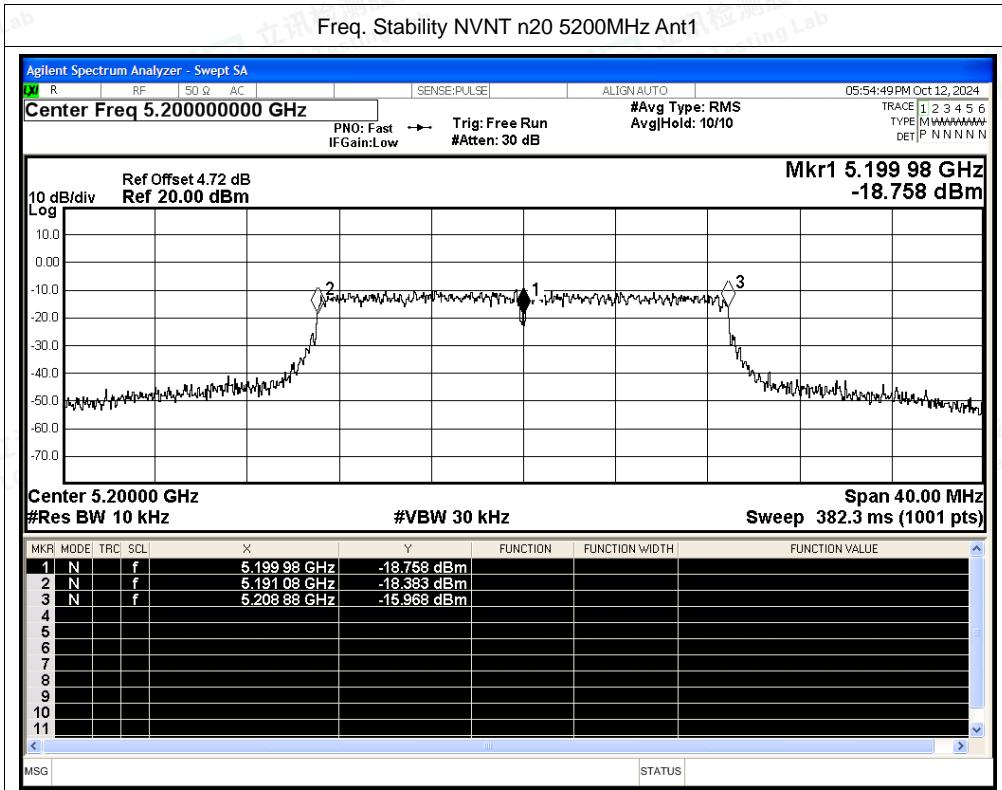 Freq. Stability NVNT n20 5200MHz Ant1
Agilent Spectrum Analyzer - Swept SA
LXI R RF 50 Ω AC SENSE:PULSE ALIGN AUTO 05:54:49 PM Oct 12, 2024
Center Freq 5.200000000 GHz #Avg Type: RMS TRACE 1 2 3 4 5 6
PNO: Fast Trig: Free Run Avg|Hold: 10/10 TYPE M WWWWW
IFGain:Low #Atten: 30 dB DET P N N N N N
Mkr1 5.199 98 GHz
Ref Offset 4.72 dB
10 dB/div Ref 20.00 dBm -18.758 dBm
Log
10.0
0.00
-10.0
2 1 3
-20.0
-30.0
-40.0
-50.0
-60.0
-70.0
Center 5.20000 GHz Span 40.00 MHz
#Res BW 10 kHz #VBW 30 kHz Sweep 382.3 ms (1001 pts)
MKR MODE TRC SCL X Y FUNCTION FUNCTION WIDTH FUNCTION VALUE
1 N f 5.199 98 GHz -18.758 dBm
2 N f 5.191 08 GHz -18.383 dBm
3 N f 5.208 88 GHz -15.968 dBm
4
5
6
7
8
9
10
11
MSG STATUS